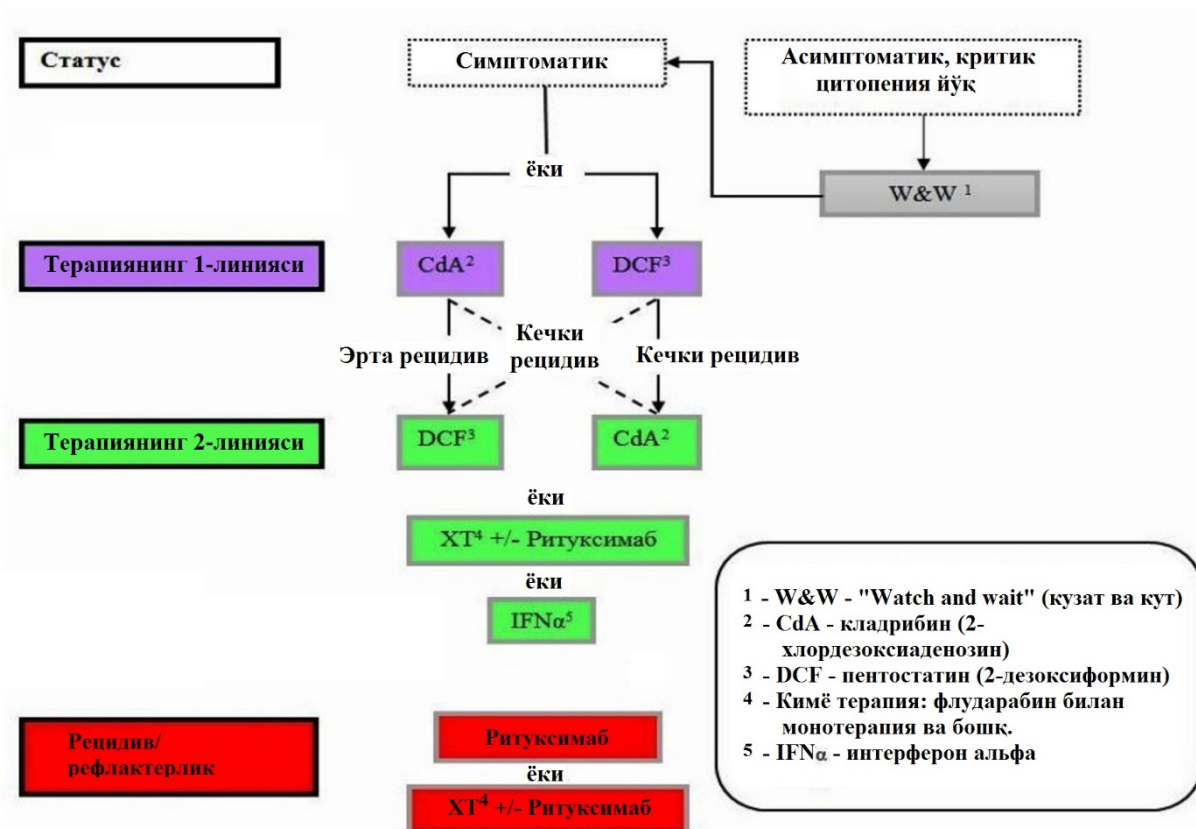 Статус
Симптоматик
Асимптоматик, критик
цитопения йўқ
ёки
W&W ¹
Терапиянинг 1-линияси
CdA²
DCF³
Эрта рецидив
Кечки
рецидив
Кечки рецидив
Терапиянинг 2-линияси
DCF³
CdA²
ёки
ХТ⁴ +/- Ритуксимаб
ёки
IFNα⁵
Рецидив/
рефлактерлик
Ритуксимаб
ёки
ХТ⁴ +/- Ритуксимаб
¹ - W&W - "Watch and wait" (кузат ва кут)
² - CdA - кладрибин (2-
хлордезоксиаденозин)
³ - DCF - пентостатин (2-дезоксиформин)
⁴ - Кимё терапия: флударабин билан
монотерапия ва бошқ.
⁵ - IFNα - интерферон альфа